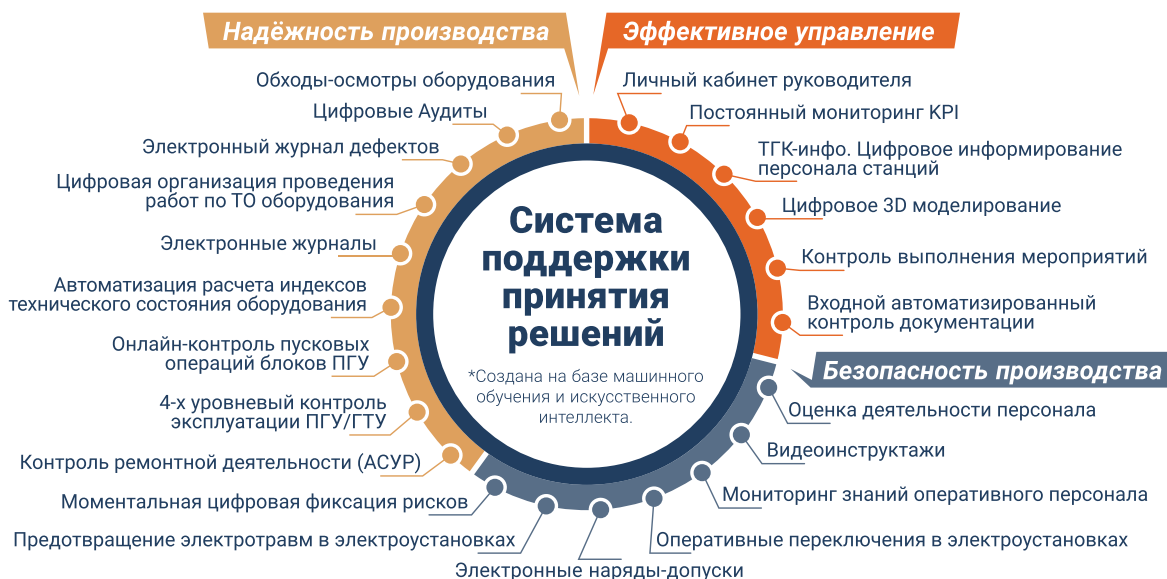 Надёжность производства
Эффективное управление
Обходы-осмотры оборудования
Цифровые Аудиты
Электронный журнал дефектов
Цифровая организация проведения
работ по ТО оборудования
Электронные журналы
Автоматизация расчета индексов
технического состояния оборудования
Онлайн-контроль пусковых
операций блоков ПГУ
4-х уровневый контроль
эксплуатации ПГУ/ГТУ
Контроль ремонтной деятельности (АСУР)
Личный кабинет руководителя
Постоянный мониторинг KPI
ТГК-инфо. Цифровое информирование
персонала станций
Цифровое 3D моделирование
Контроль выполнения мероприятий
Входной автоматизированный
контроль документации
Система
поддержки
принятия
решений
*Создана на базе машинного
обучения и искусственного
интеллекта.
Безопасность производства
Оценка деятельности персонала
Видеоинструктажи
Мониторинг знаний оперативного персонала
Оперативные переключения в электроустановках
Электронные наряды-допуски
Предотвращение электротравм в электроустановках
Моментальная цифровая фиксация рисков